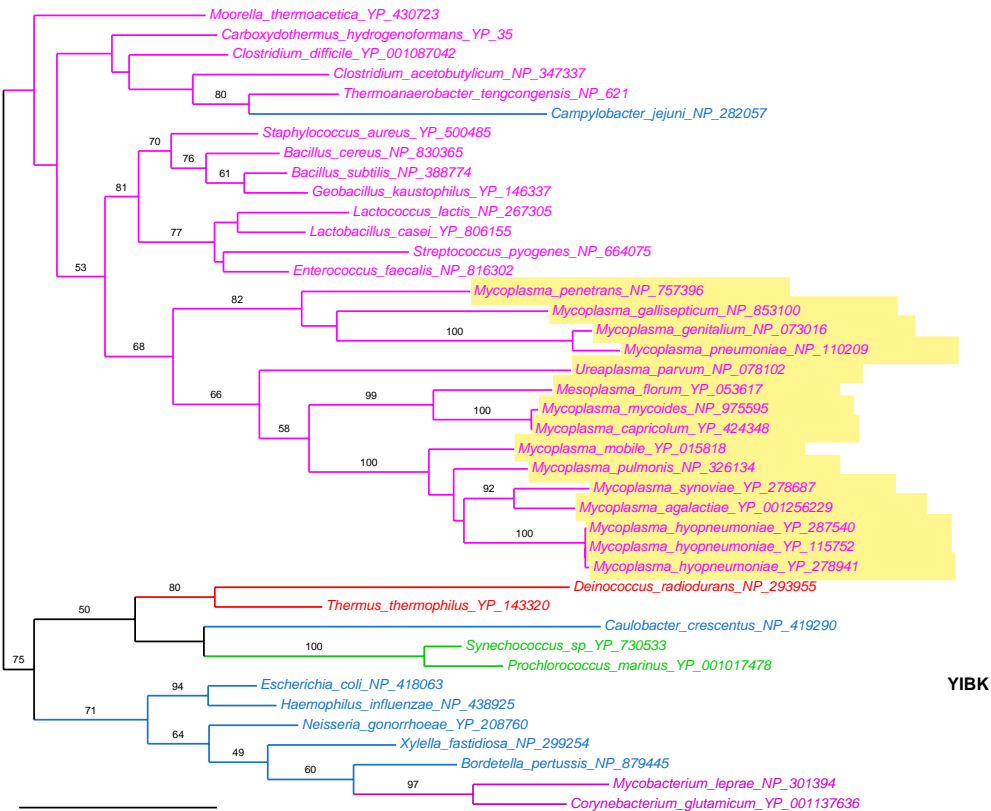 Moorella_thermoacetica_YP_430723
Carboxydothermus_hydrogenoformans_YP_35
Clostridium_difficile_YP_001087042
Clostridium_acetobutylicum_NP_347337
80
Thermoanaerobacter_tengcongensis_NP_621
Campylobacter_jejuni_NP_282057
Staphylococcus_aureus_YP_500485
70
Bacillus_cereus_NP_830365
76
Bacillus_subtilis_NP_388774
61
Geobacillus_kaustophilus_YP_146337
81
Lactococcus_lactis_NP_267305
77
Lactobacillus_casei_YP_806155
Streptococcus_pyogenes_NP_664075
53
Enterococcus_faecalis_NP_816302
Mycoplasma_penetrans_NP_757396
82
Mycoplasma_gallisepticum_NP_853100
100
Mycoplasma_genitalium_NP_073016
68
Mycoplasma_pneumoniae_NP_110209
Ureaplasma_parvum_NP_078102
66
Mesoplasma_florum_YP_053617
99
Mycoplasma_mycoides_NP_975595
100
Mycoplasma_capricolum_YP_424348
58
Mycoplasma_mobile_YP_015818
100
Mycoplasma_pulmonis_NP_326134
Mycoplasma_synoviae_YP_278687
92
Mycoplasma_agalactiae_YP_001256229
Mycoplasma_hyopneumoniae_YP_287540
100
Mycoplasma_hyopneumoniae_YP_115752
Mycoplasma_hyopneumoniae_YP_278941
80
Deinococcus_radiodurans_NP_293955
50
Thermus_thermophilus_YP_143320
Caulobacter_crescentus_NP_419290
100
Synechococcus_sp_YP_730533
75
Prochlorococcus_marinus_YP_001017478
YIBK
94
Escherichia_coli_NP_418063
71
Haemophilus_influenzae_NP_438925
64
Neisseria_gonorrhoeae_YP_208760
49
Xylella_fastidiosa_NP_299254
60
Bordetella_pertussis_NP_879445
97
Mycobacterium_leprae_NP_301394
Corynebacterium_glutamicum_YP_001137636